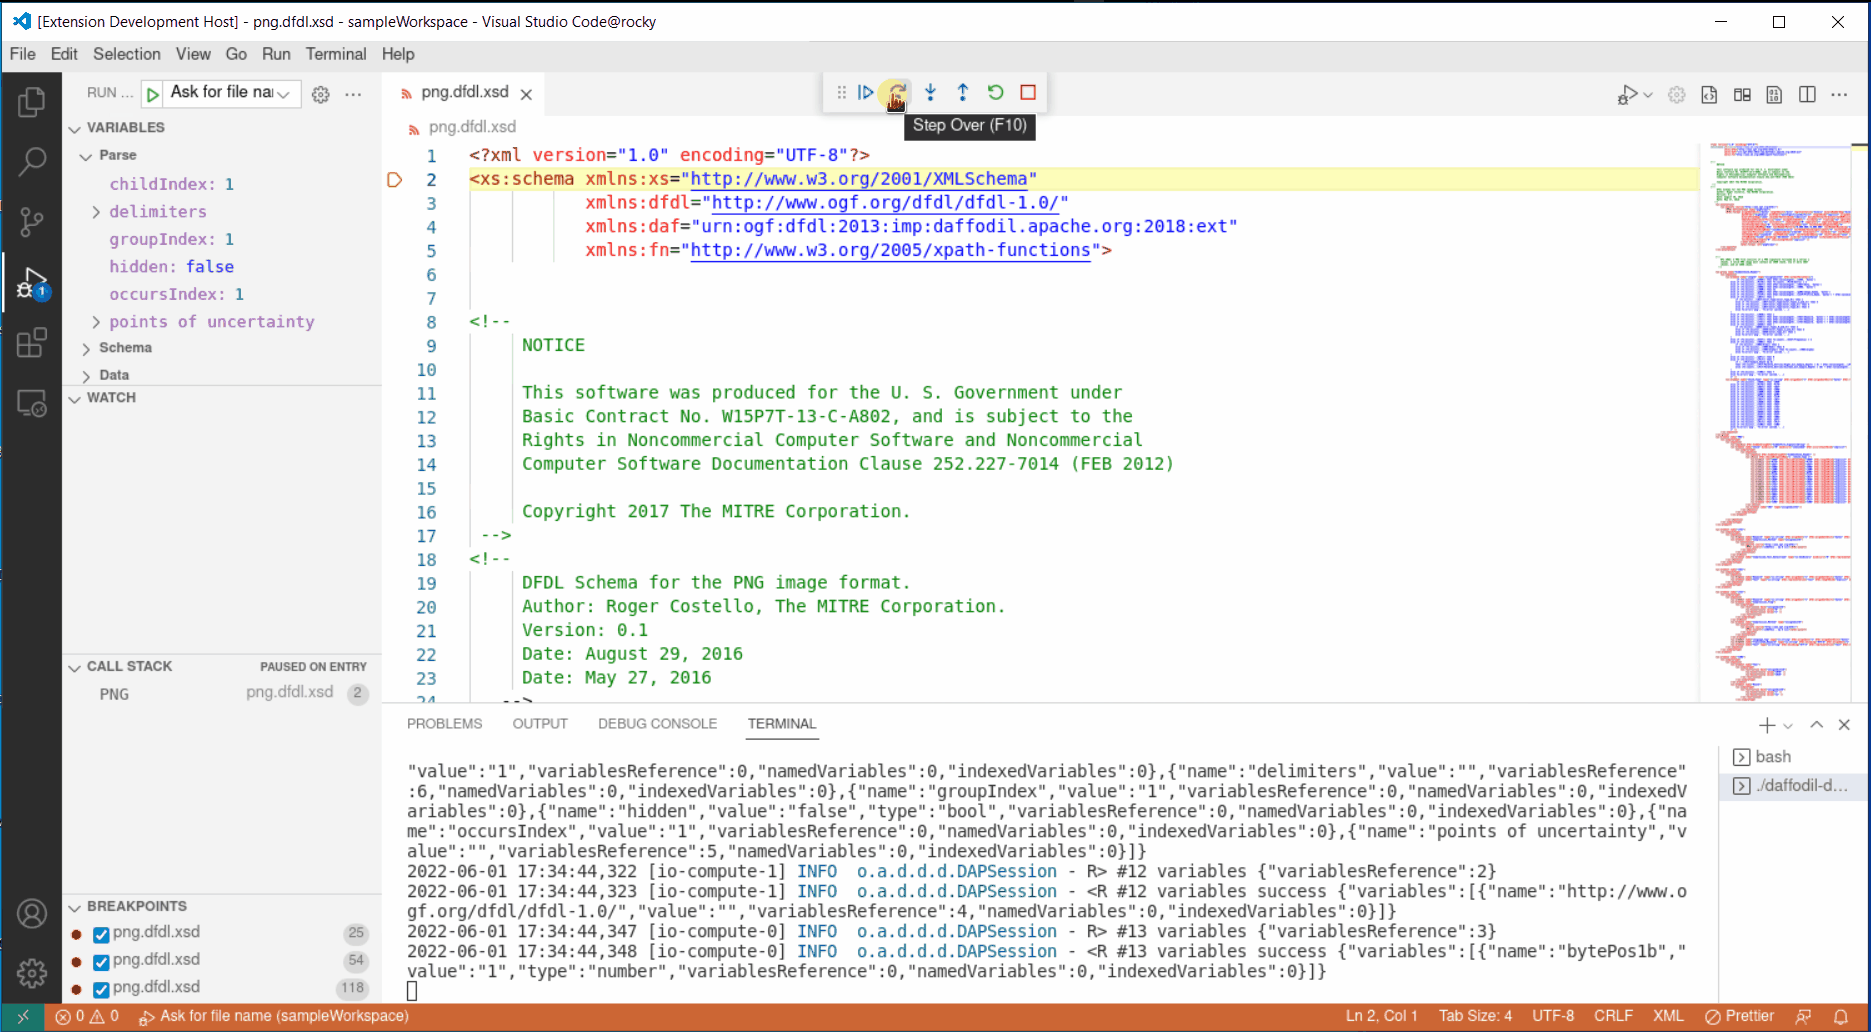 [Extension Development Host] - png.dfdl.xsd - sampleWorkspace - Visual Studio Code@rocky
File Edit Selection View Go Run Terminal Help
RUN ... Ask for file nar
VARIABLES
Parse
childIndex: 1
delimiters
groupIndex: 1
hidden: false
occursIndex: 1
points of uncertainty
Schema
Data
WATCH
CALL STACK PAUSED ON ENTRY
PNG png.dfdl.xsd 2
BREAKPOINTS
png.dfdl.xsd 25
png.dfdl.xsd 54
png.dfdl.xsd 118
png.dfdl.xsd
Step Over (F10)
png.dfdl.xsd
1 <?xml version="1.0" encoding="UTF-8"?>
2 <xs:schema xmlns:xs="http://www.w3.org/2001/XMLSchema"
3 xmlns:dfdl="http://www.ogf.org/dfdl/dfdl-1.0/"
4 xmlns:daf="urn:ogf:dfdl:2013:imp:daffodil.apache.org:2018:ext"
5 xmlns:fn="http://www.w3.org/2005/xpath-functions">
6
7
8 <!--
9 NOTICE
10
11 This software was produced for the U. S. Government under
12 Basic Contract No. W15P7T-13-C-A802, and is subject to the
13 Rights in Noncommercial Computer Software and Noncommercial
14 Computer Software Documentation Clause 252.227-7014 (FEB 2012)
15
16 Copyright 2017 The MITRE Corporation.
17 -->
18 <!--
19 DFDL Schema for the PNG image format.
20 Author: Roger Costello, The MITRE Corporation.
21 Version: 0.1
22 Date: August 29, 2016
23 Date: May 27, 2016
24 -->
PROBLEMS OUTPUT DEBUG CONSOLE TERMINAL
"value":"1","variablesReference":0,"namedVariables":0,"indexedVariables":0},{"name":"delimiters","value":"","variablesReference"
:6,"namedVariables":0,"indexedVariables":0},{"name":"groupIndex","value":"1","variablesReference":0,"namedVariables":0,"indexedV
ariables":0},{"name":"hidden","value":"false","type":"bool","variablesReference":0,"namedVariables":0,"indexedVariables":0},{"na
me":"occursIndex","value":"1","variablesReference":0,"namedVariables":0,"indexedVariables":0},{"name":"points of uncertainty","v
alue":"","variablesReference":5,"namedVariables":0,"indexedVariables":0}]}
2022-06-01 17:34:44,322 [io-compute-1] INFO  o.a.d.d.d.DAPSession - R> #12 variables {"variablesReference":2}
2022-06-01 17:34:44,323 [io-compute-1] INFO  o.a.d.d.d.DAPSession - <R #12 variables success {"variables":[{"name":"http://www.o
gf.org/dfdl/dfdl-1.0/","value":"","variablesReference":4,"namedVariables":0,"indexedVariables":0}]}
2022-06-01 17:34:44,347 [io-compute-0] INFO  o.a.d.d.d.DAPSession - R> #13 variables {"variablesReference":3}
2022-06-01 17:34:44,348 [io-compute-0] INFO  o.a.d.d.d.DAPSession - <R #13 variables success {"variables":[{"name":"bytePos1b","
value":"1","type":"number","variablesReference":0,"namedVariables":0,"indexedVariables":0}]}
bash
./daffodil-d...
1
0 0 Ask for file name (sampleWorkspace) Ln 2, Col 1 Tab Size: 4 UTF-8 CRLF XML Prettier